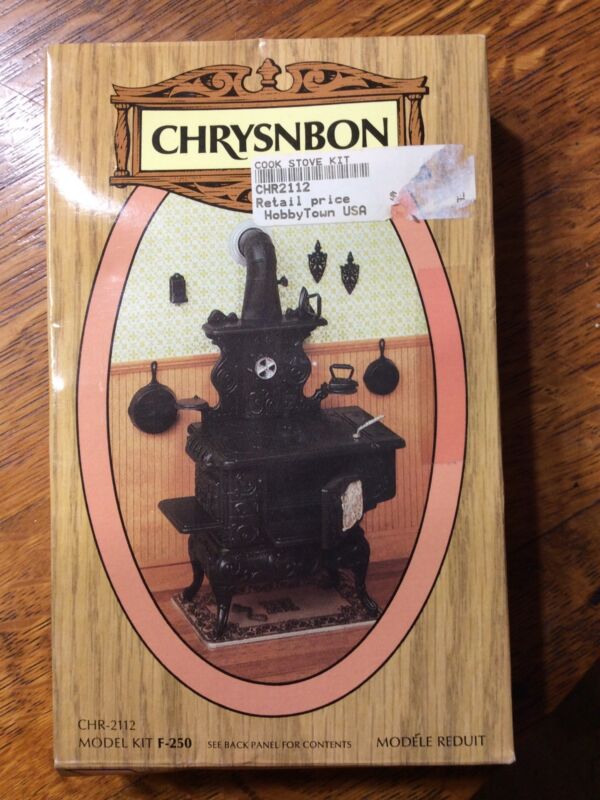 CHRYSNBON
COOK STOVE KIT
CHR2112
Retail price
$
HobbyTown USA
CHR-2112
MODEL KIT F-250 SEE BACK PANEL FOR CONTENTS MODÉLE REDUIT